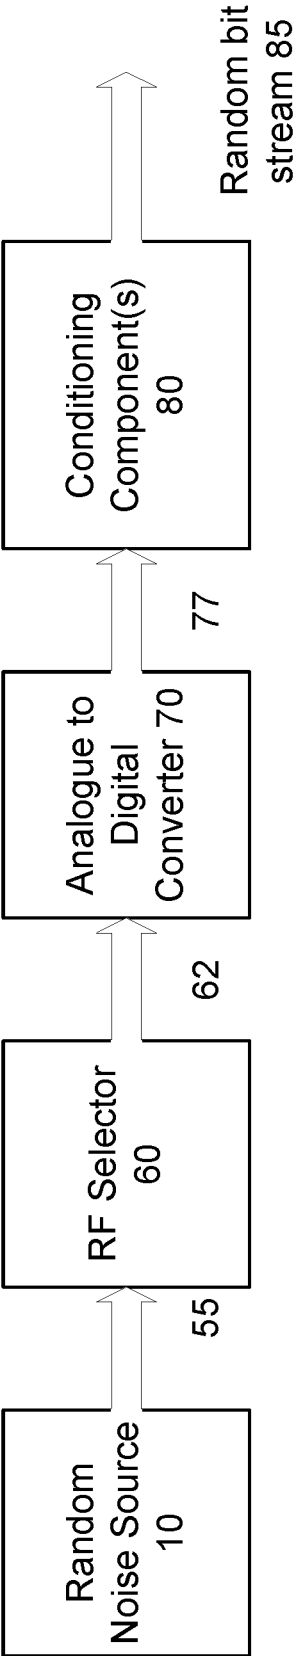 Random
Noise Source
10
55
RF Selector
60
62
Analogue to
Digital
Converter 70
77
Conditioning
Component(s)
80
Random bit
stream 85